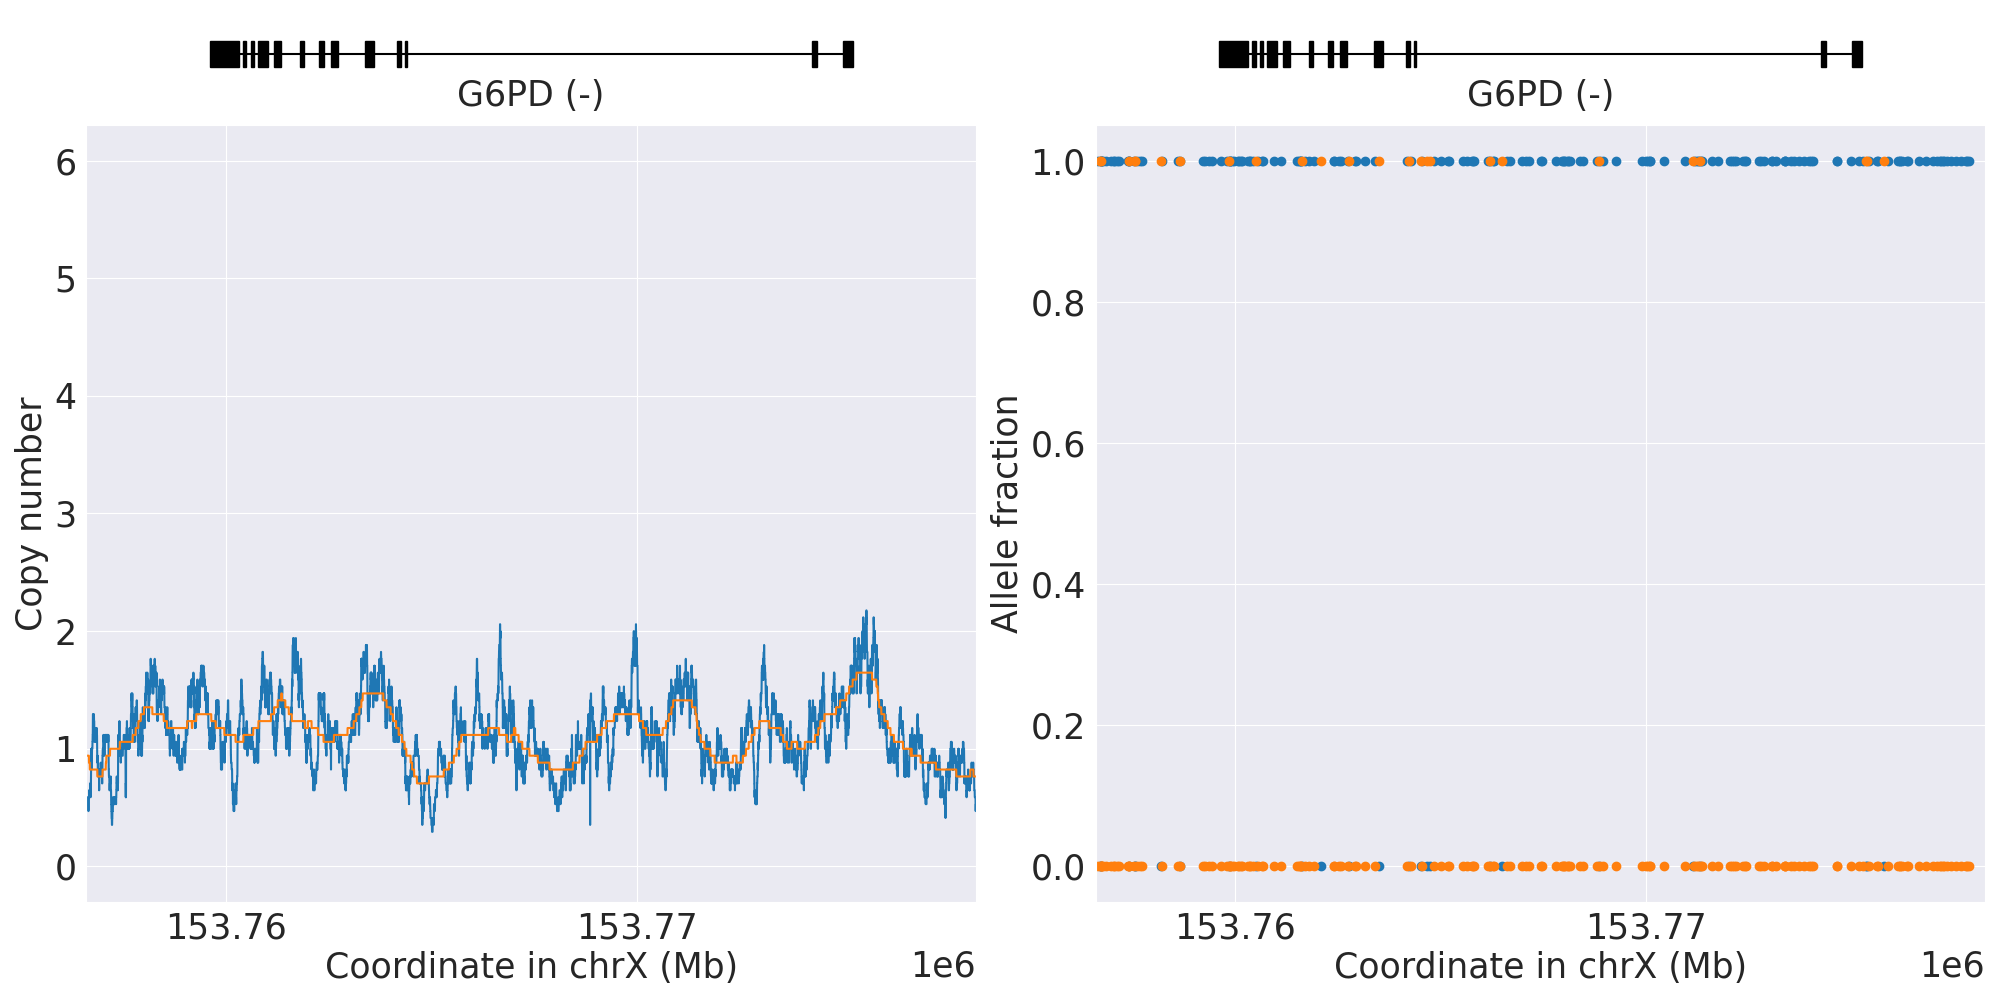 G6PD (-)
6
5
4
3
2
1
0
Copy number
153.76
153.77
Coordinate in chrX (Mb)
1e6
G6PD (-)
1.0
0.8
0.6
0.4
0.2
0.0
Allele fraction
153.76
153.77
Coordinate in chrX (Mb)
1e6